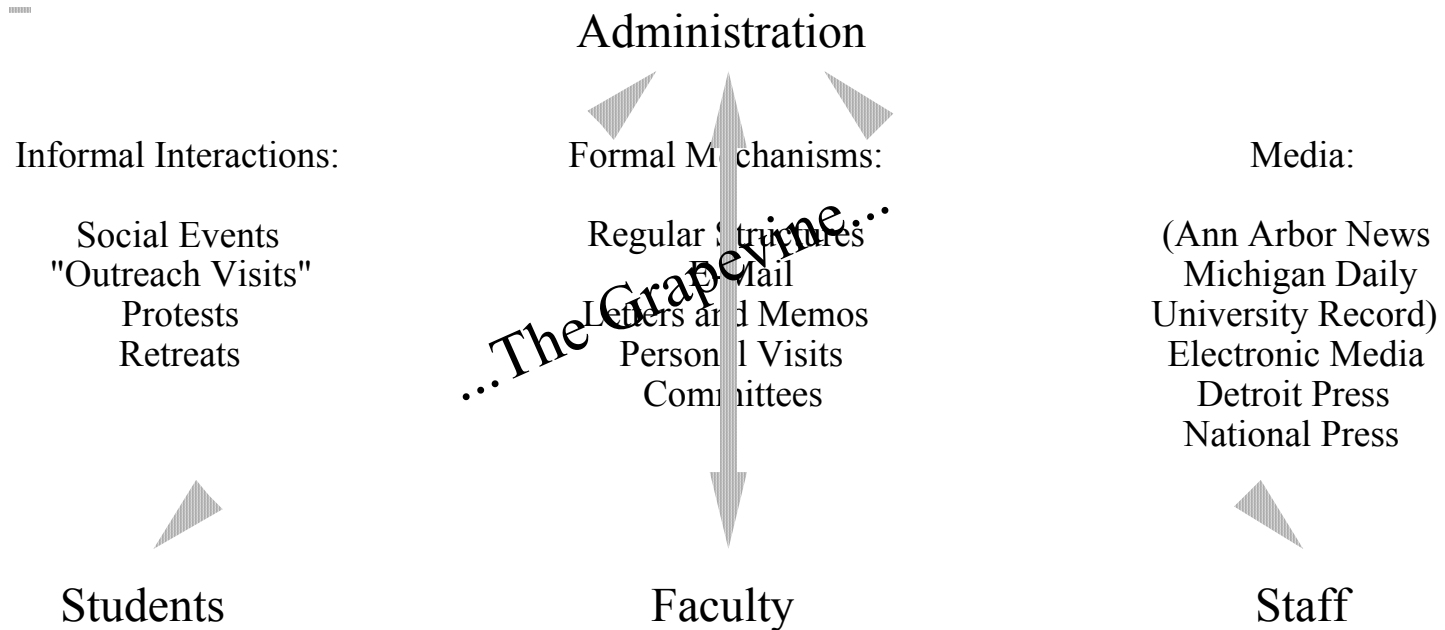 Administration
Informal Interactions:
Social Events
"Outreach Visits"
Protests
Retreats
Formal Mechanisms:
Regular Structures
E-Mail
Letters and Memos
Personal Visits
Committees
...The Grapevine...
Media:
(Ann Arbor News
Michigan Daily
University Record)
Electronic Media
Detroit Press
National Press
Students
Faculty
Staff